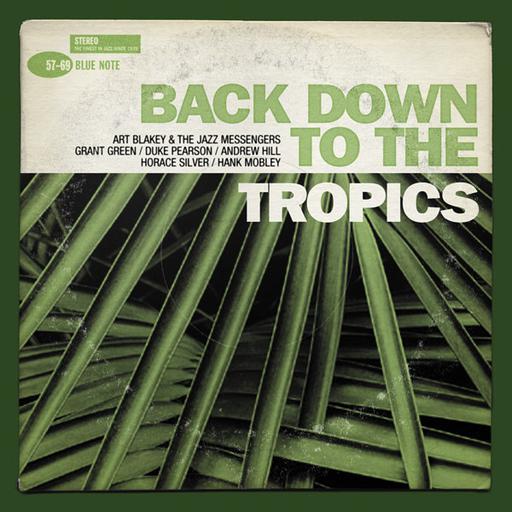 STEREO
THE FINEST IN JAZZ SINCE 1939
57-69 BLUE NOTE
BACK DOWN
TO THE
TROPICS
ART BLAKEY & THE JAZZ MESSENGERS
GRANT GREEN / DUKE PEARSON / ANDREW HILL
HORACE SILVER / HANK MOBLEY